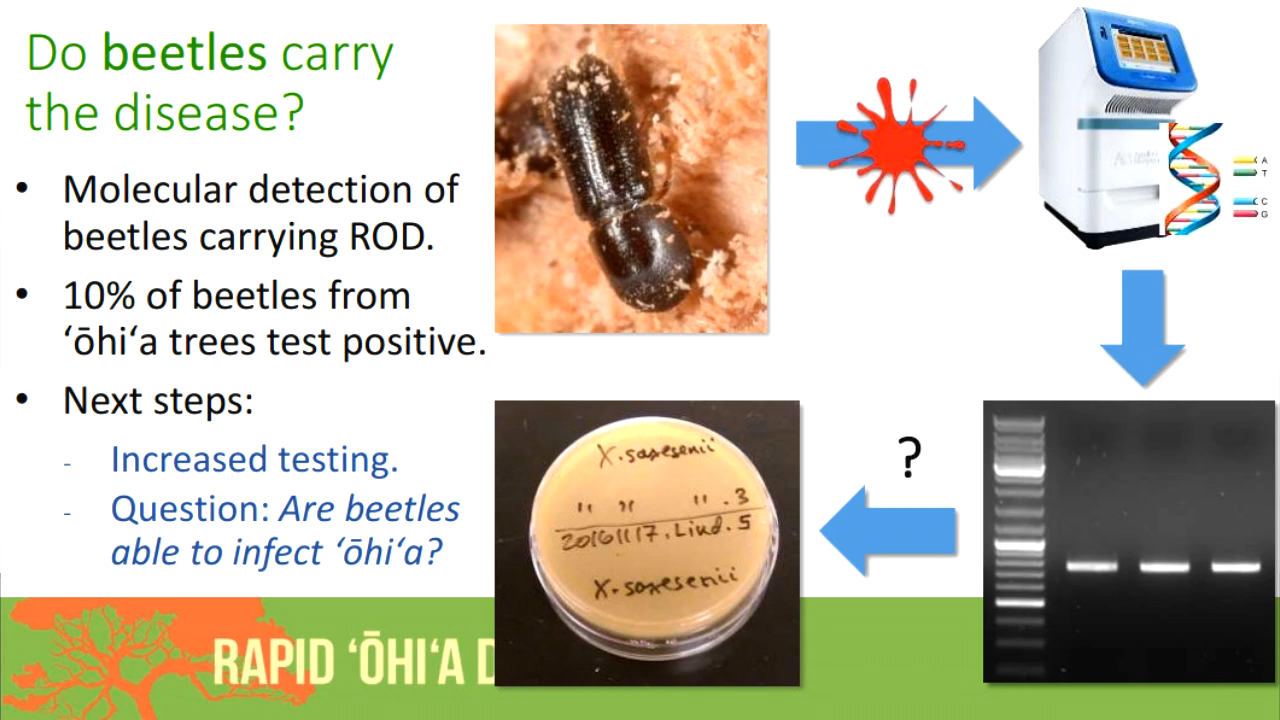 Do beetles carry
the disease?
• Molecular detection of
beetles carrying ROD.
• 10% of beetles from
ʻōhiʻa trees test positive.
• Next steps:
- Increased testing.
- Question: Are beetles
able to infect ʻōhiʻa?
A
T
C
G
?
X. saxesenii
" " " . 3
20161117. Lind. 5
X. saxesenii
RAPID ʻŌHIʻA D